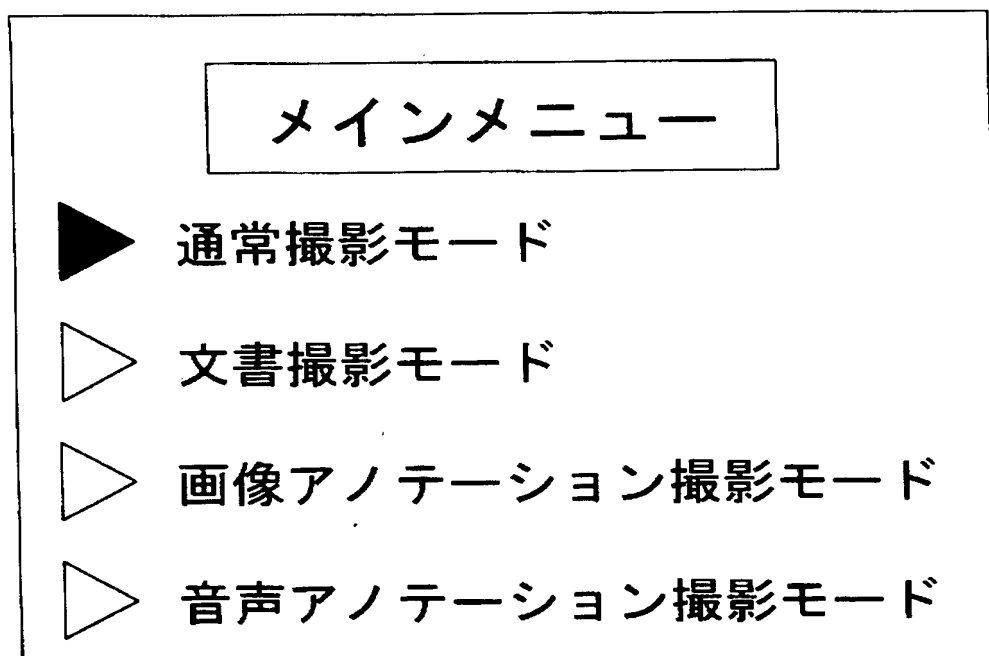 メインメニュー
通常撮影モード
文書撮影モード
画像アノテーション撮影モード
音声アノテーション撮影モード